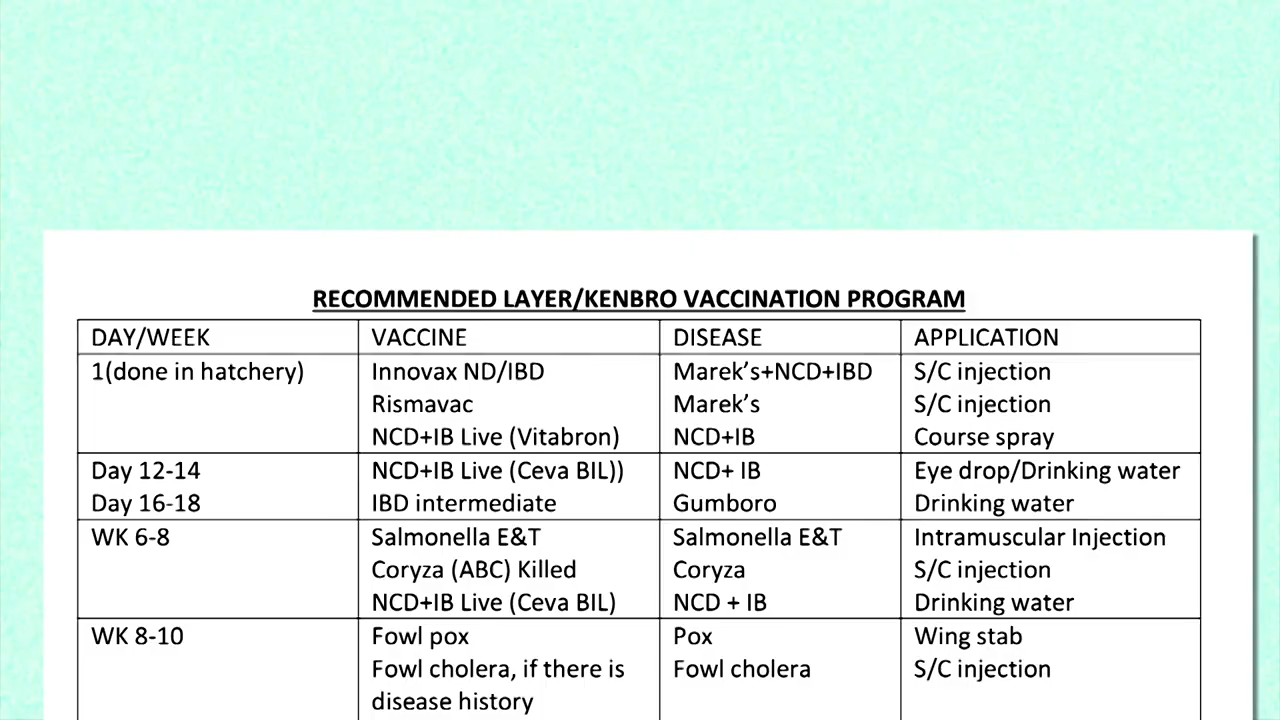 RECOMMENDED LAYER/KENBRO VACCINATION PROGRAM
DAY/WEEK VACCINE DISEASE APPLICATION
1(done in hatchery) Innovax ND/IBD Marek’s+NCD+IBD S/C injection
Rismavac Marek’s S/C injection
NCD+IB Live (Vitabron) NCD+IB Course spray
Day 12-14 NCD+IB Live (Ceva BIL)) NCD+ IB Eye drop/Drinking water
Day 16-18 IBD intermediate Gumboro Drinking water
WK 6-8 Salmonella E&T Salmonella E&T Intramuscular Injection
Coryza (ABC) Killed Coryza S/C injection
NCD+IB Live (Ceva BIL) NCD + IB Drinking water
WK 8-10 Fowl pox Pox Wing stab
Fowl cholera, if there is Fowl cholera S/C injection
disease history